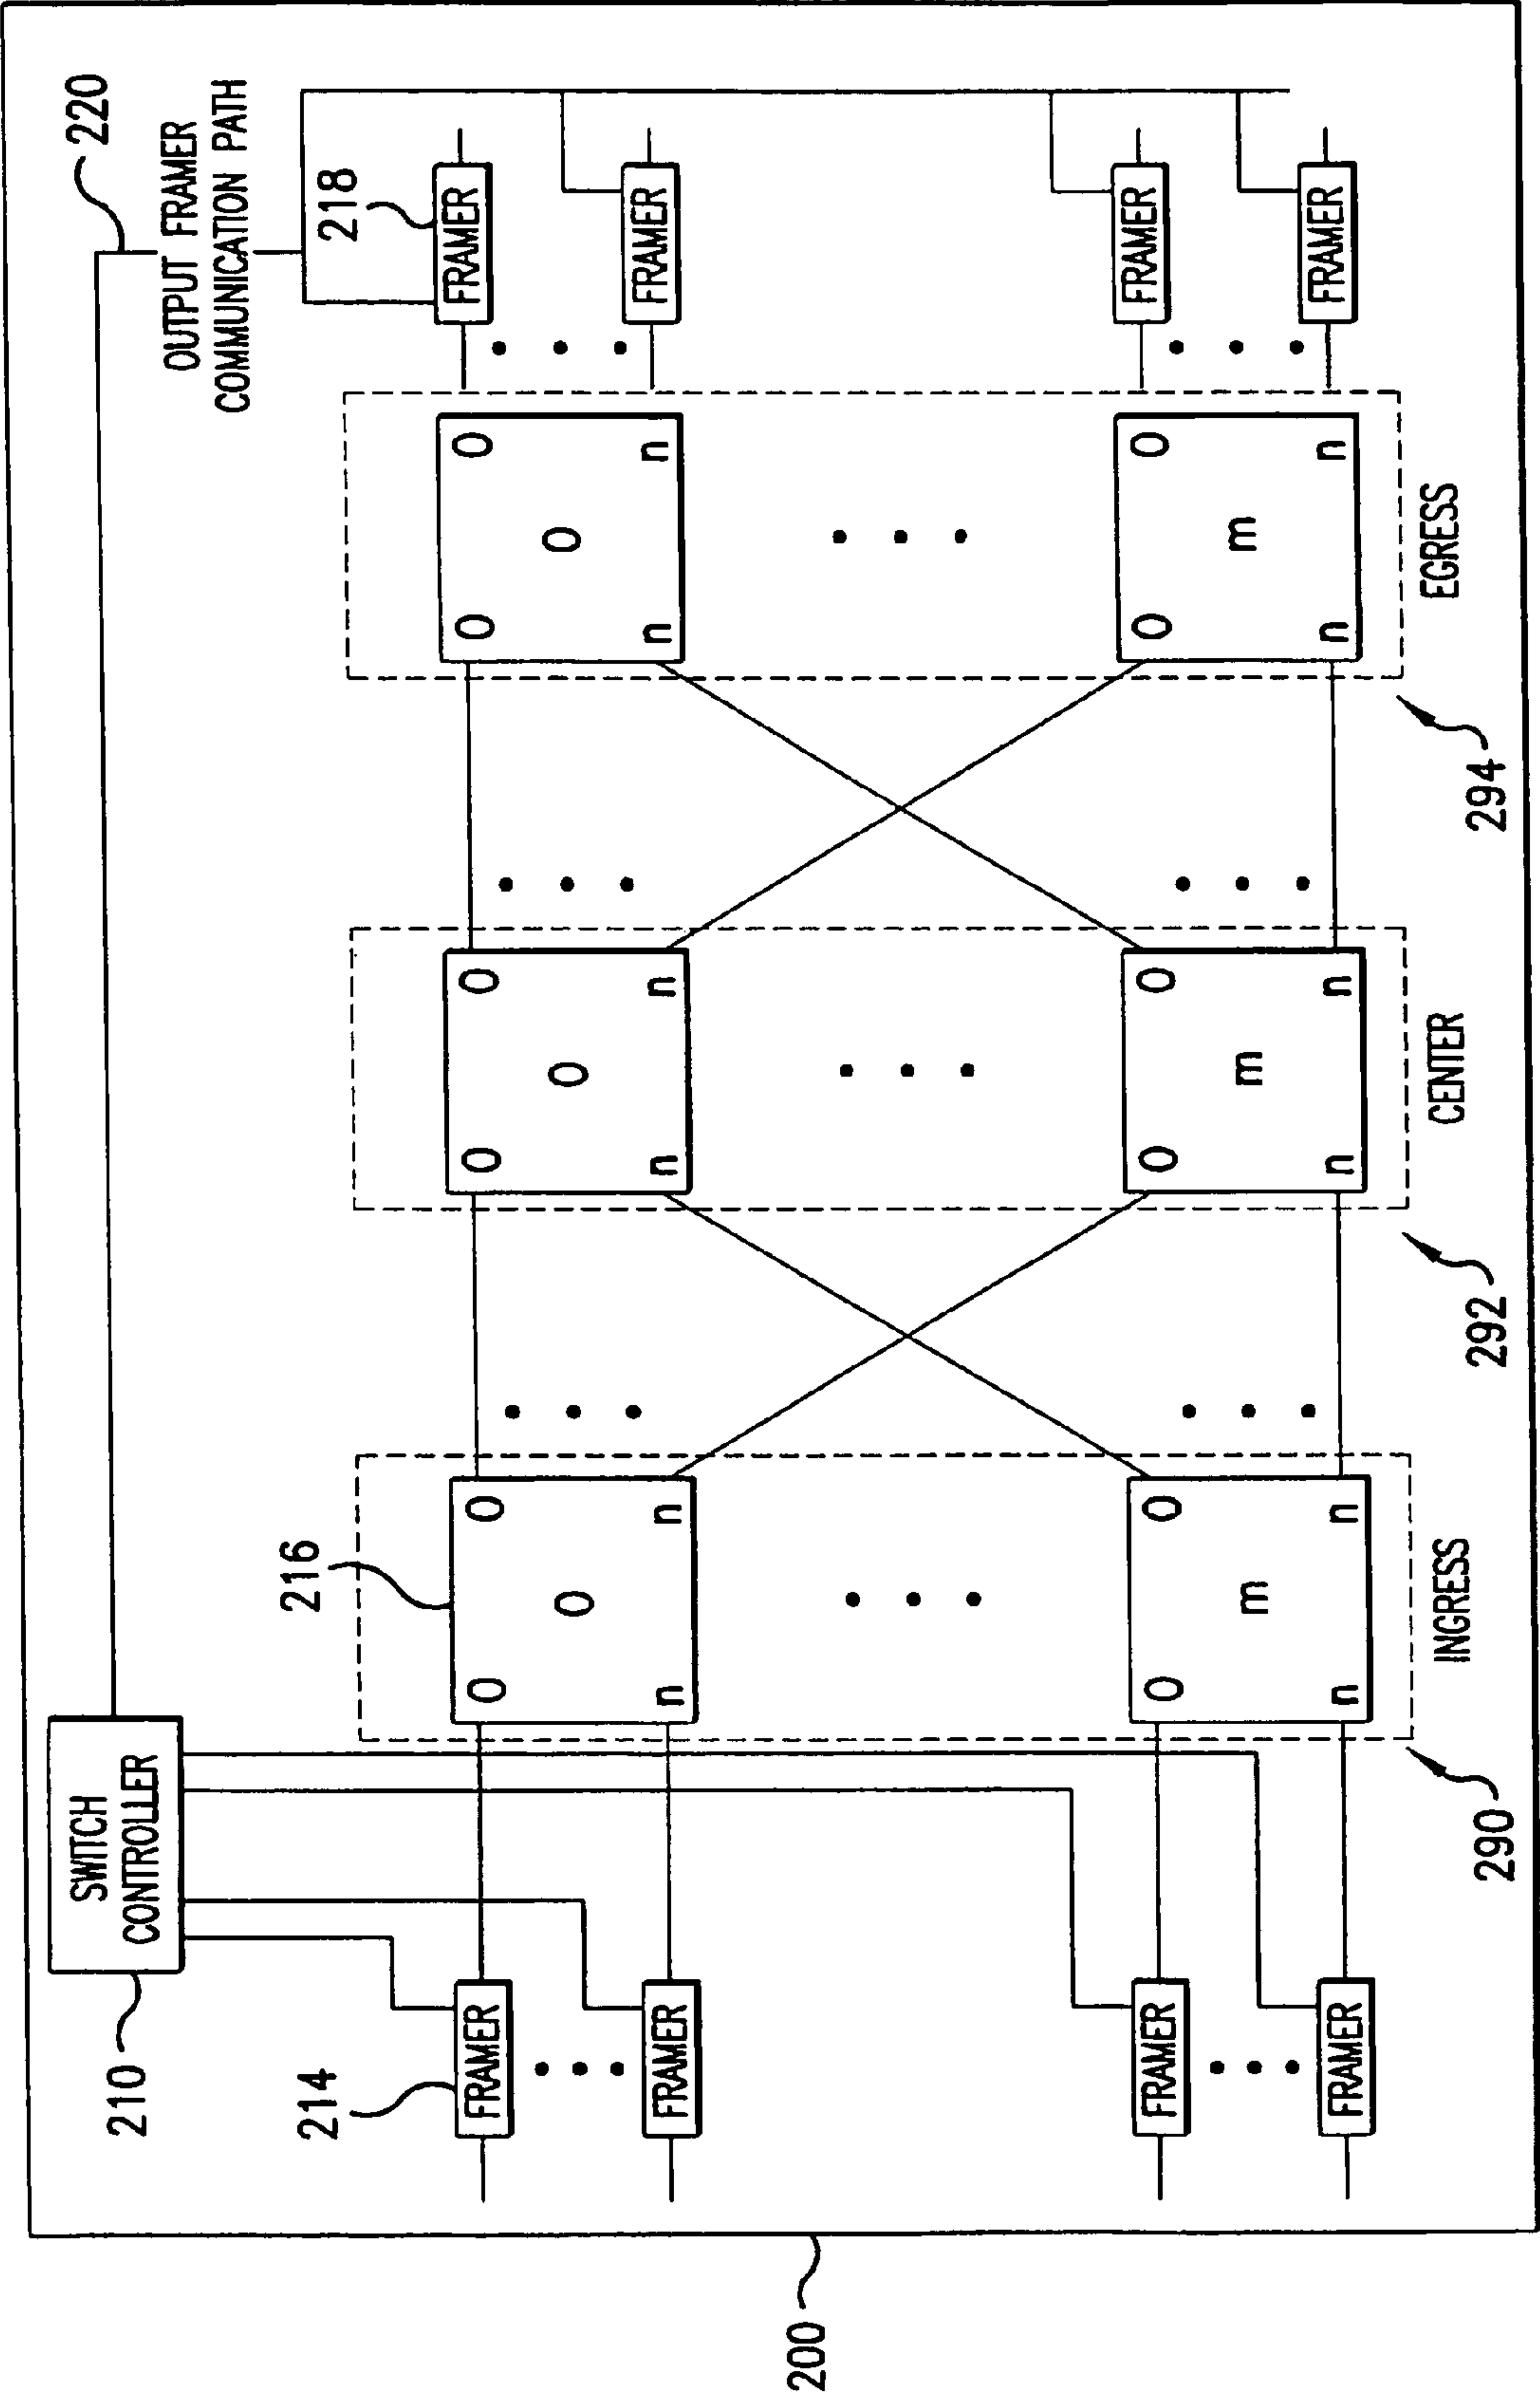 220
OUTPUT FRAMER
COMMUNICATION PATH
SWITCH
CONTROLLER
210
218
216
214
FRAMER
0
0
0
0
0
0
0
0
0
FRAMER
FRAMER
n
n
n
n
n
n
FRAMER
FRAMER
0
0
0
0
0
0
FRAMER
m
m
m
FRAMER
n
n
n
n
n
n
FRAMER
INGRESS
CENTER
EGRESS
290
292
294
200